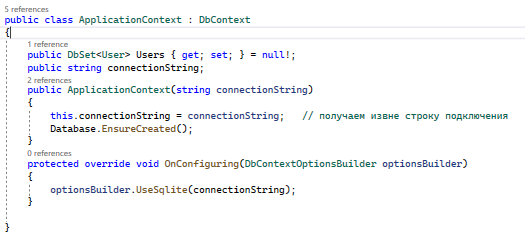 5 references
public class ApplicationContext : DbContext
{
1 reference
public DbSet<User> Users { get; set; } = null!;
public string connectionString;
2 references
public ApplicationContext(string connectionString)
{
this.connectionString = connectionString;   // получаем извне строку подключения
Database.EnsureCreated();
}
0 references
protected override void OnConfiguring(DbContextOptionsBuilder optionsBuilder)
{
optionsBuilder.UseSqlite(connectionString);
}
}